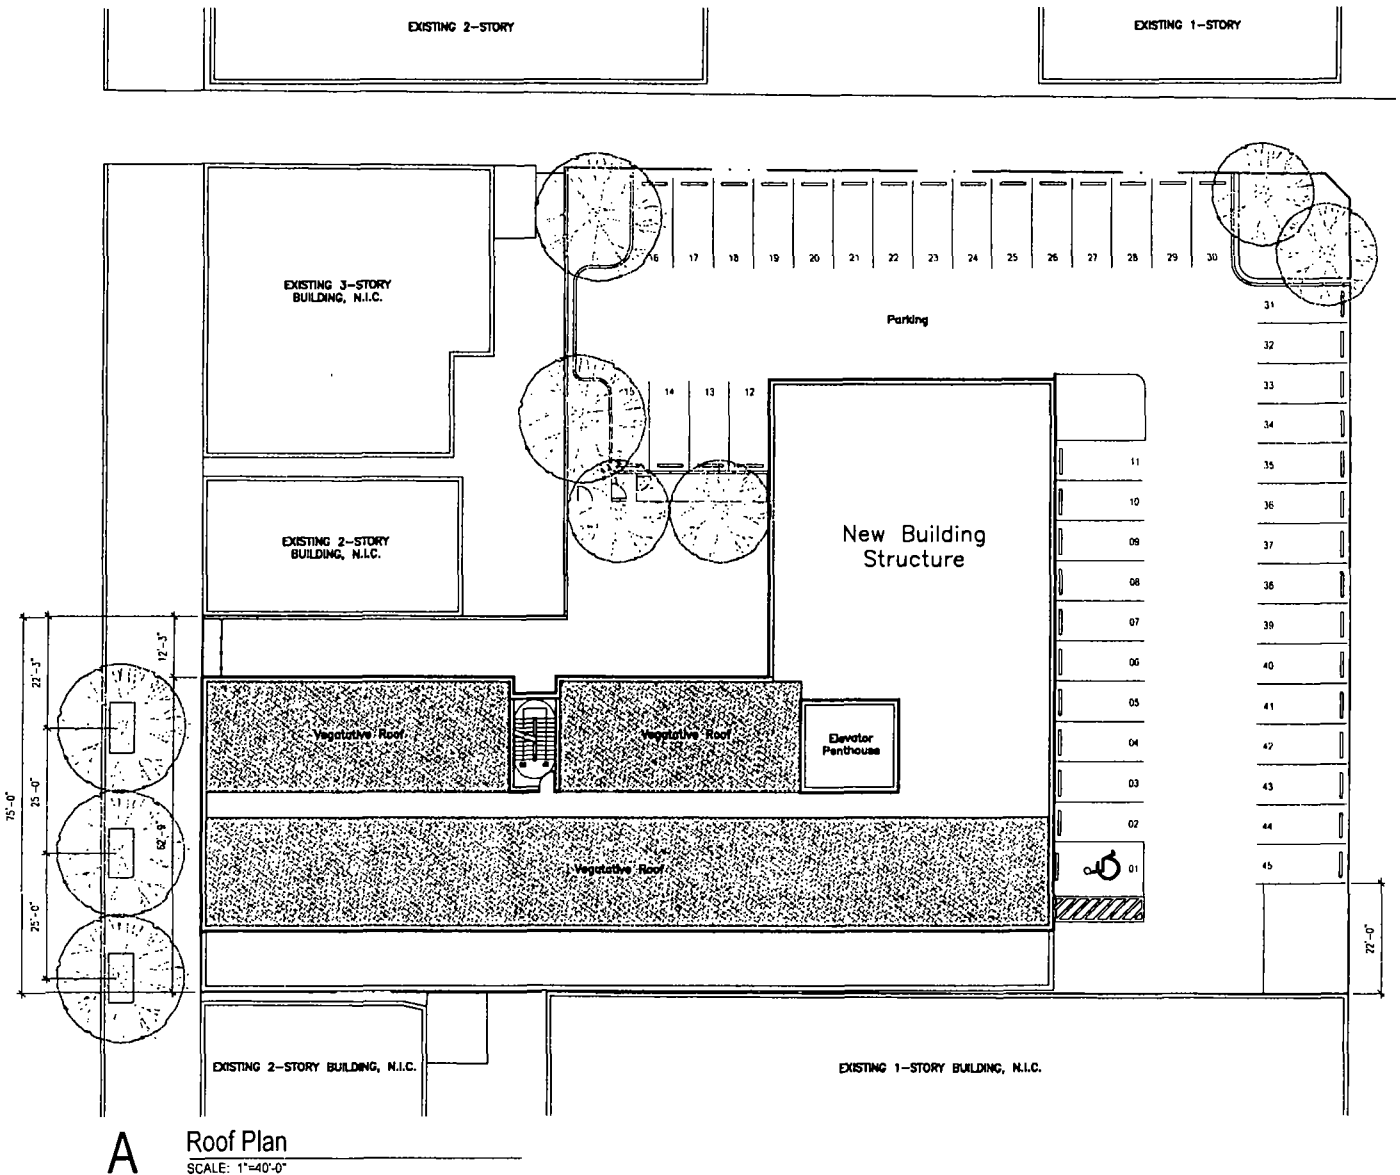 EXISTING 2-STORY
EXISTING 1-STORY
EXISTING 3-STORY
BUILDING, N.I.C.
16 17 18 19 20 21 22 23 24 25 26 27 28 29 30
Parking
15 14 13 12
31
32
33
34
35
36
37
38
39
40
41
42
43
44
45
11
10
09
08
07
06
05
04
03
02
01
New Building
Structure
EXISTING 2-STORY
BUILDING, N.I.C.
12'-3"
22'-3"
25'-0"
75'-0"
62'-9"
25'-0"
22'-0"
Vegatative Roof
Vegatative Roof
Elevator
Penthouse
Vegatative Roof
EXISTING 2-STORY BUILDING, N.I.C.
EXISTING 1-STORY BUILDING, N.I.C.
A
Roof Plan
SCALE: 1"=40'-0"